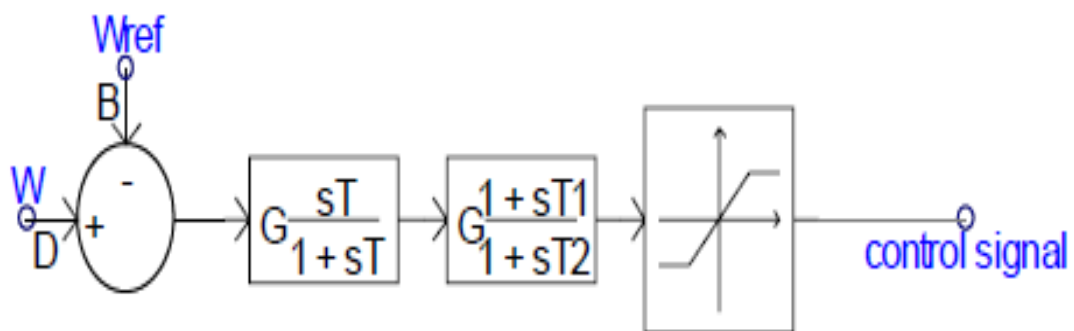 Wref
B
-
W
+
D
G sT
1 + sT
G 1 + sT1
1 + sT2
control signal